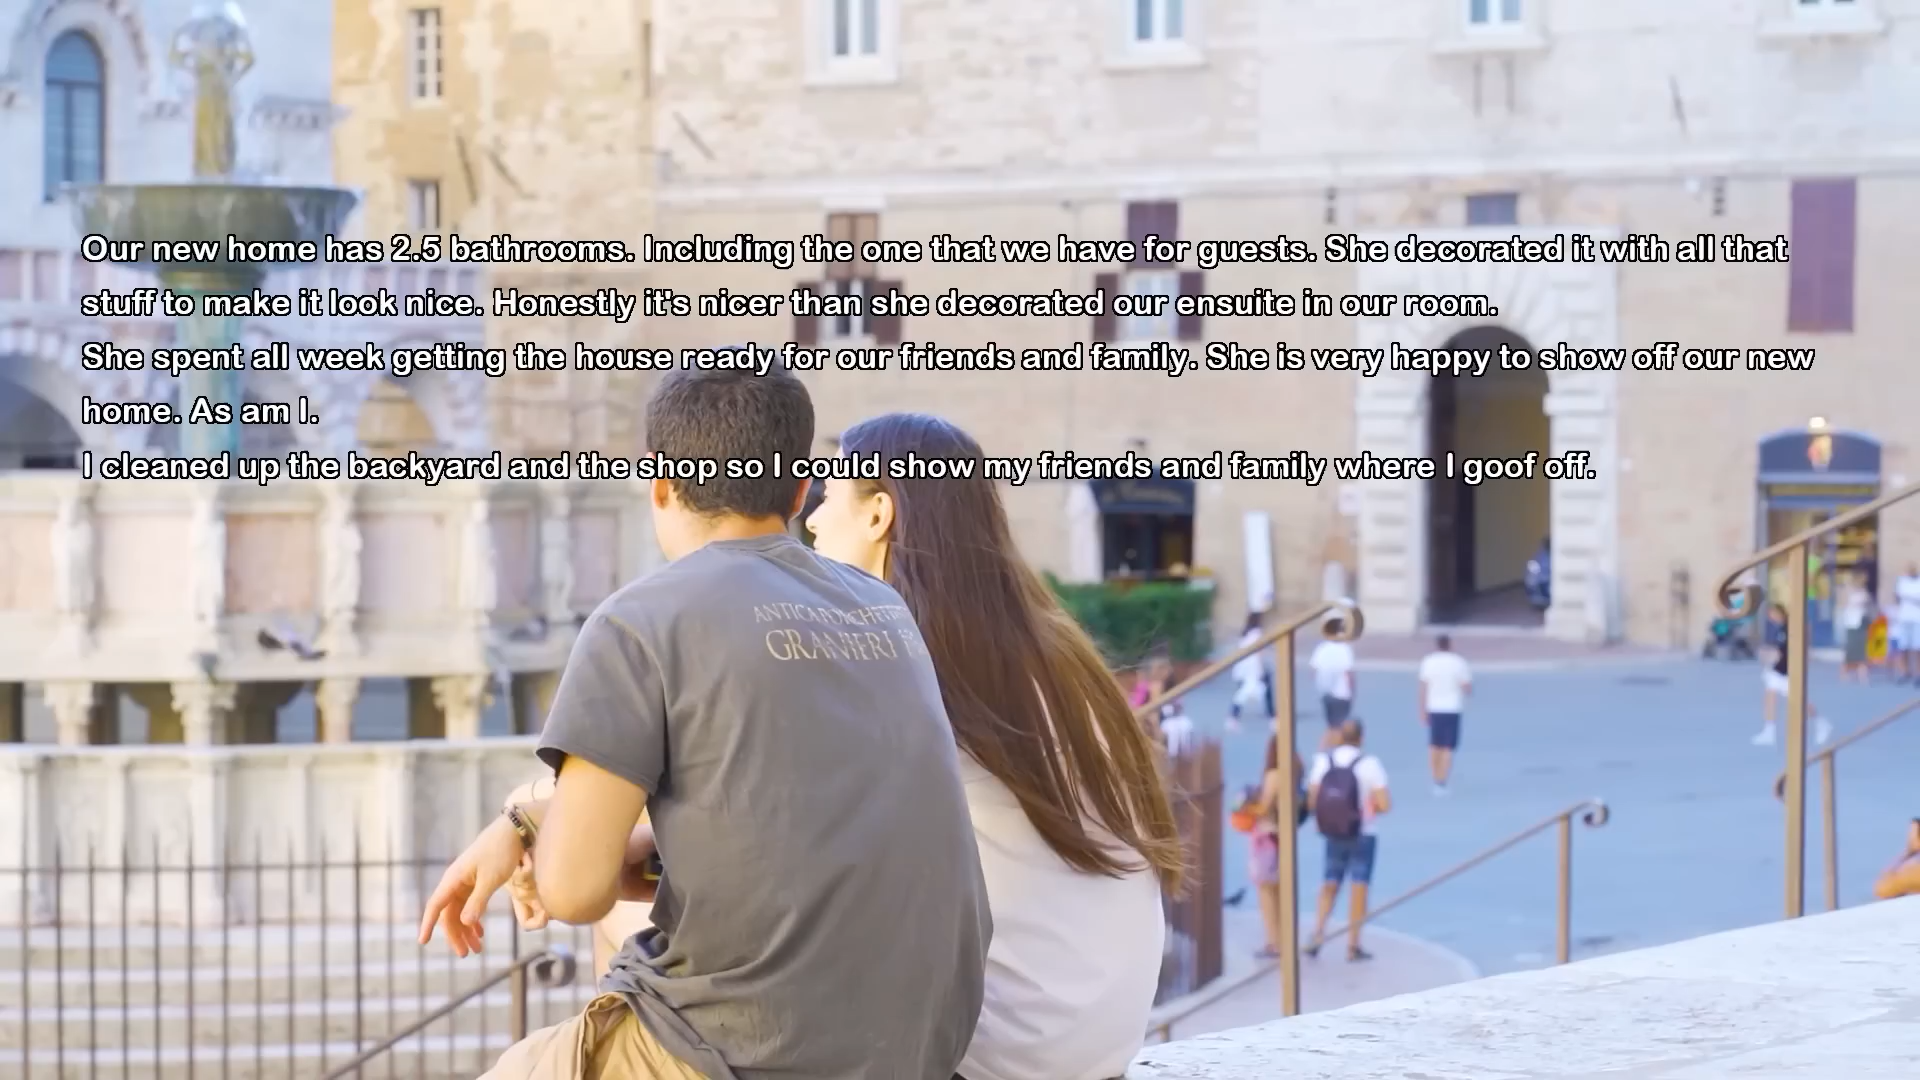 Our new home has 2.5 bathrooms. Including the one that we have for guests. She decorated it with all that
stuff to make it look nice. Honestly it's nicer than she decorated our ensuite in our room.
She spent all week getting the house ready for our friends and family. She is very happy to show off our new
home. As am I.
I cleaned up the backyard and the shop so I could show my friends and family where I goof off.
GRANIERI